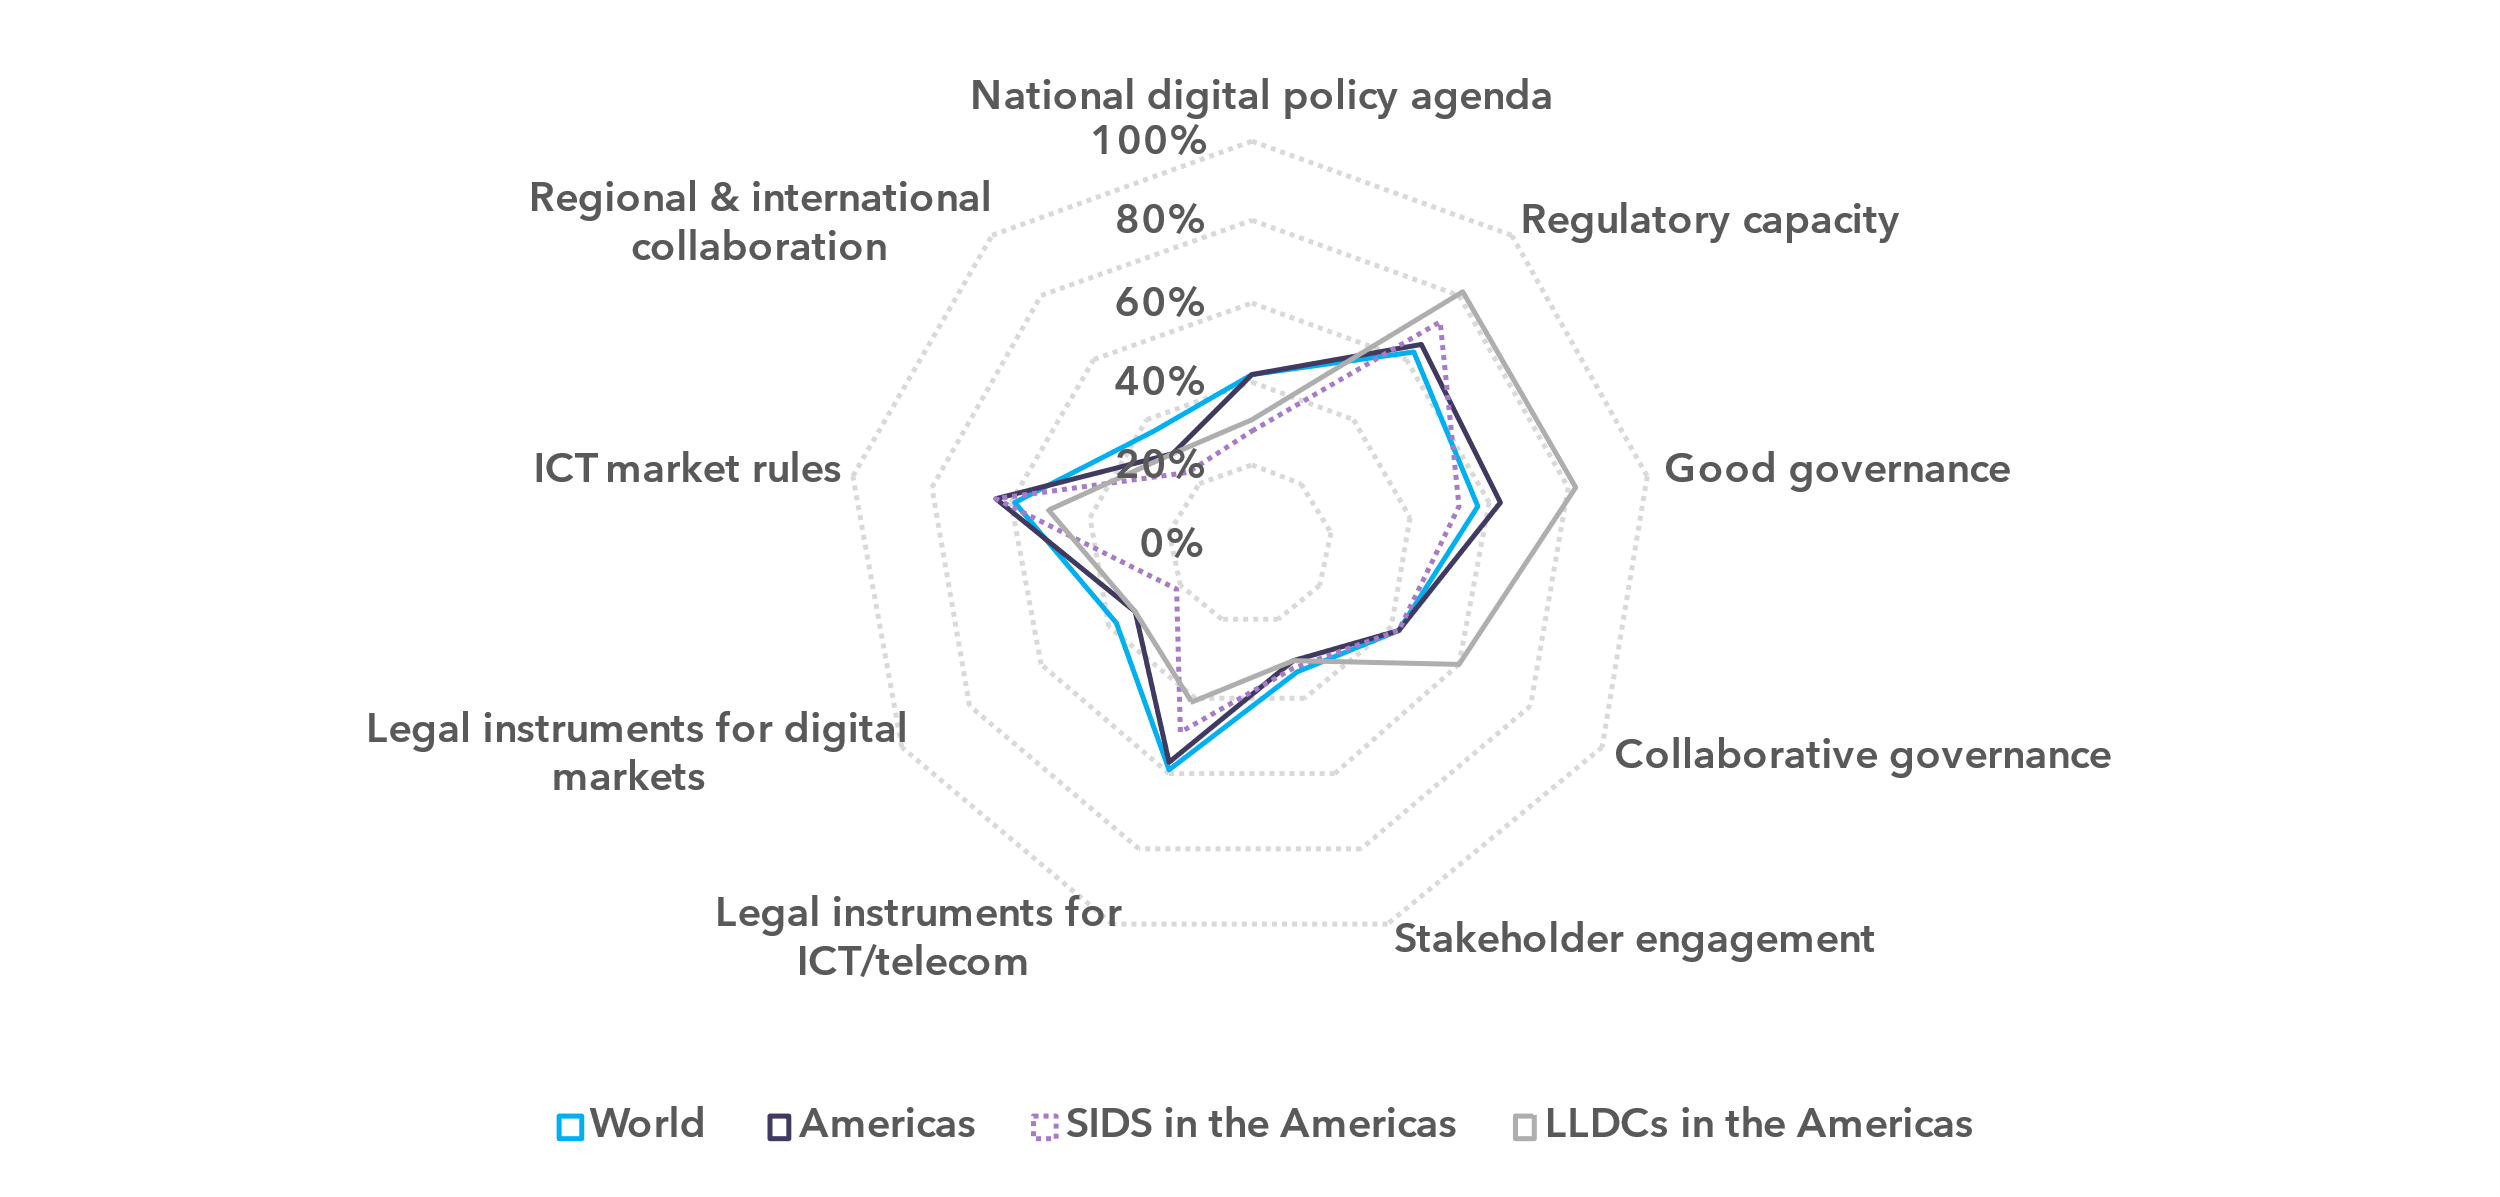 National digital policy agenda
100%
80%
60%
40%
20%
0%
Regulatory capacity
Good governance
Collaborative governance
Stakeholder engagement
Legal instruments for
ICT/telecom
Legal instruments for digital
markets
ICT market rules
Regional & international
collaboration
World
Americas
SIDS in the Americas
LLDCs in the Americas